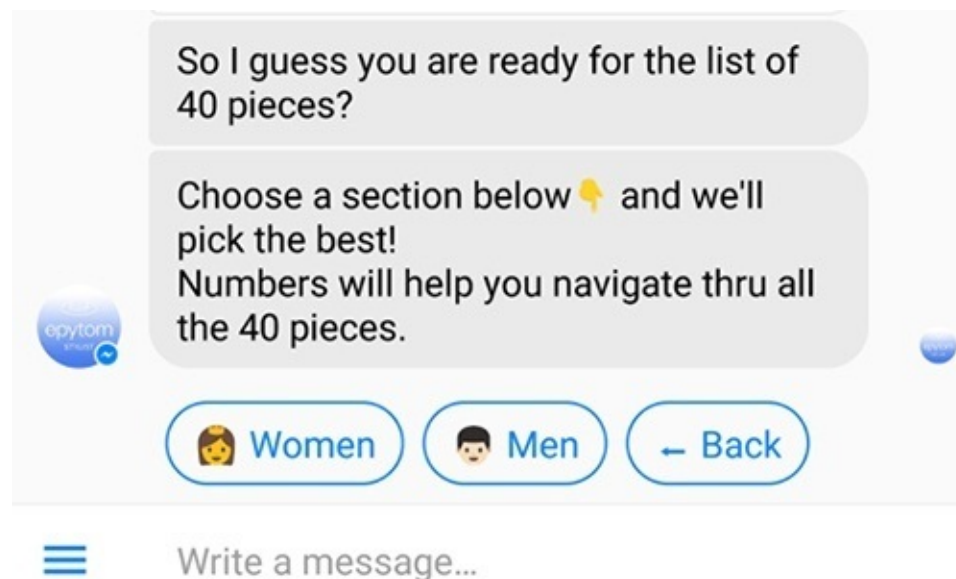 So I guess you are ready for the list of
40 pieces?
Choose a section below👇 and we'll
pick the best!
Numbers will help you navigate thru all
the 40 pieces.
epytom
STYLIST
👸 Women
👨 Men
← Back
Write a message...